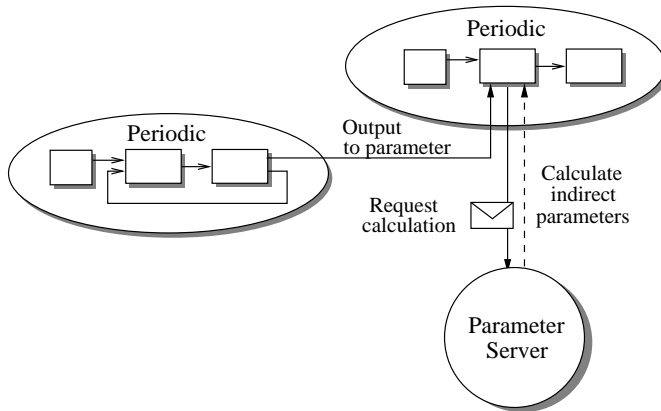 Periodic
Periodic
Output
to parameter
Request
calculation
Calculate
indirect
parameters
Parameter
Server